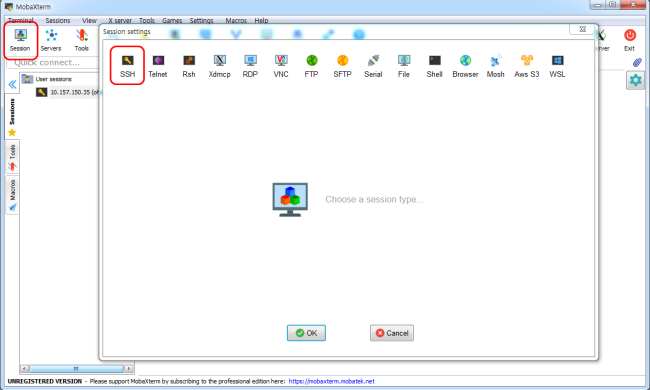 MobaXterm
Terminal Sessions View X server Tools Games Settings Macros Help
Session settings
Session Servers Tools Exit
SSH Telnet Rsh Xdmcp RDP VNC FTP SFTP Serial File Shell Browser Mosh Aws S3 WSL
Quick connect...
User sessions
10.157.150.35
Sessions
Tools
Macros
Choose a session type...
OK Cancel
UNREGISTERED VERSION - Please support MobaXterm by subscribing to the professional edition here: https://mobaxterm.mobatek.net